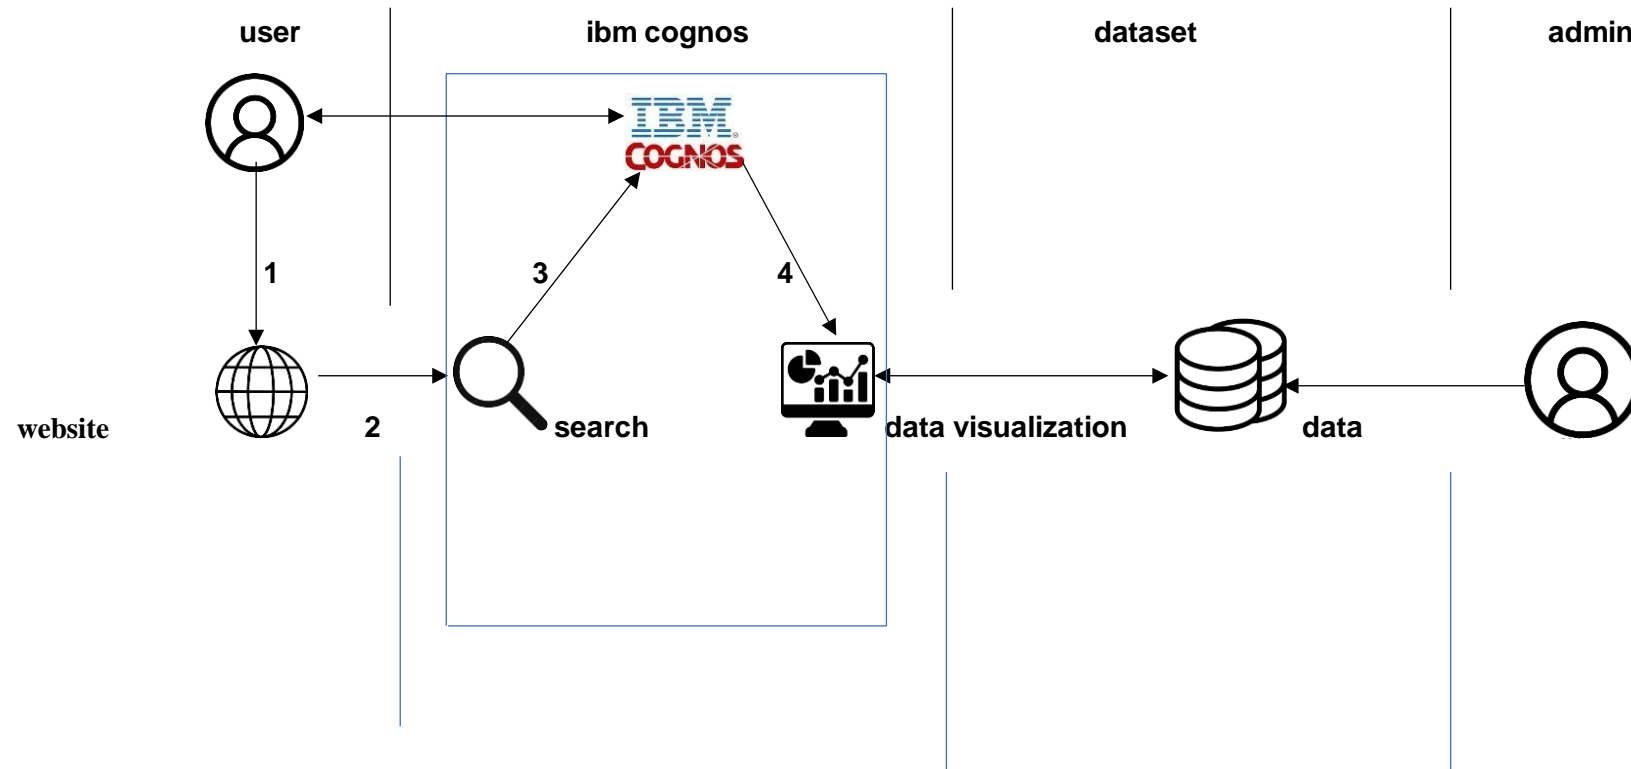 user
ibm cognos
dataset
admin
IBM
COGNOS
1
3
4
website
2
search
data visualization
data